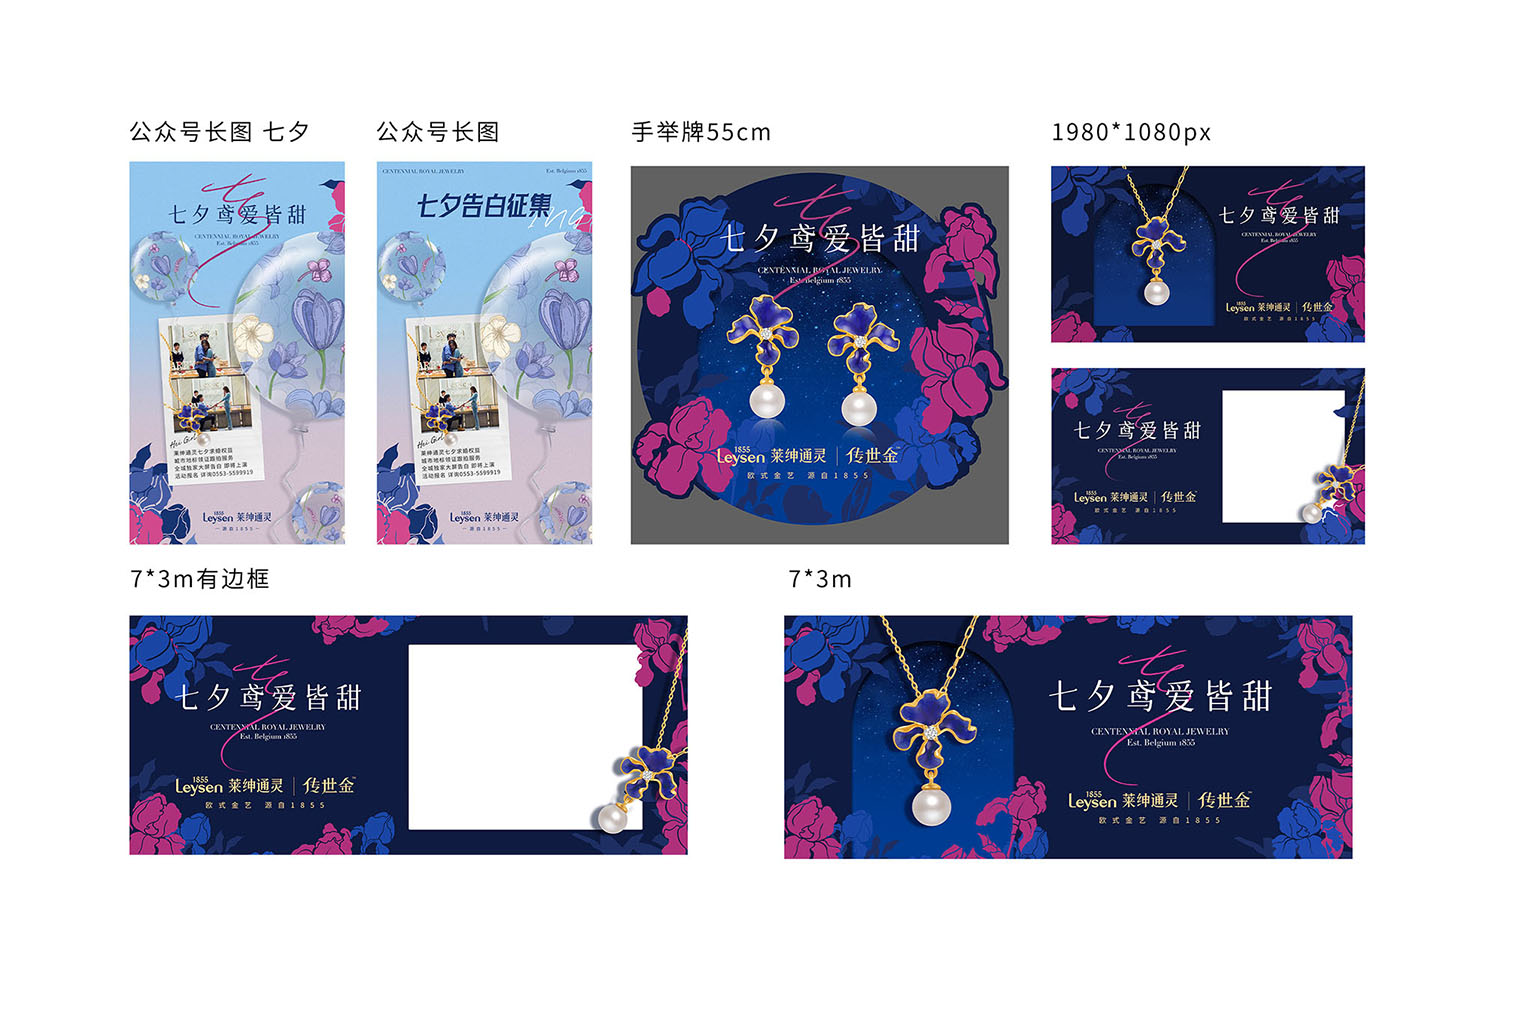 公众号长图 七夕
七夕鸢爱皆甜
CENTENNIAL ROYAL JEWELRY
Est. Belgium 1855
Hei Girl
莱绅通灵七夕求婚权益
城市地标领证跟拍服务
全城独家大屏告白 即将上演
活动报名 详询0553-5599919
1855
Leysen 莱绅通灵
源自1855
公众号长图
CENTENNIAL ROYAL JEWELRY
Est. Belgium 1855
七夕告白征集
Hei Girl
莱绅通灵七夕求婚权益
城市地标领证跟拍服务
全城独家大屏告白 即将上演
活动报名 详询0553-5599919
1855
Leysen 莱绅通灵
源自1855
手举牌55cm
七夕鸢爱皆甜
CENTENNIAL ROYAL JEWELRY
Est. Belgium 1855
1855
Leysen 莱绅通灵 | 传世金
欧式金艺 源自1855
1980*1080px
七夕鸢爱皆甜
CENTENNIAL ROYAL JEWELRY
Est. Belgium 1855
1855
Leysen 莱绅通灵 | 传世金
欧式金艺 源自1855
七夕鸢爱皆甜
CENTENNIAL ROYAL JEWELRY
Est. Belgium 1855
1855
Leysen 莱绅通灵 | 传世金
欧式金艺 源自1855
7*3m有边框
七夕鸢爱皆甜
CENTENNIAL ROYAL JEWELRY
Est. Belgium 1855
1855
Leysen 莱绅通灵 | 传世金™
欧式金艺 源自1855
7*3m
七夕鸢爱皆甜
CENTENNIAL ROYAL JEWELRY
Est. Belgium 1855
1855
Leysen 莱绅通灵 | 传世金™
欧式金艺 源自1855